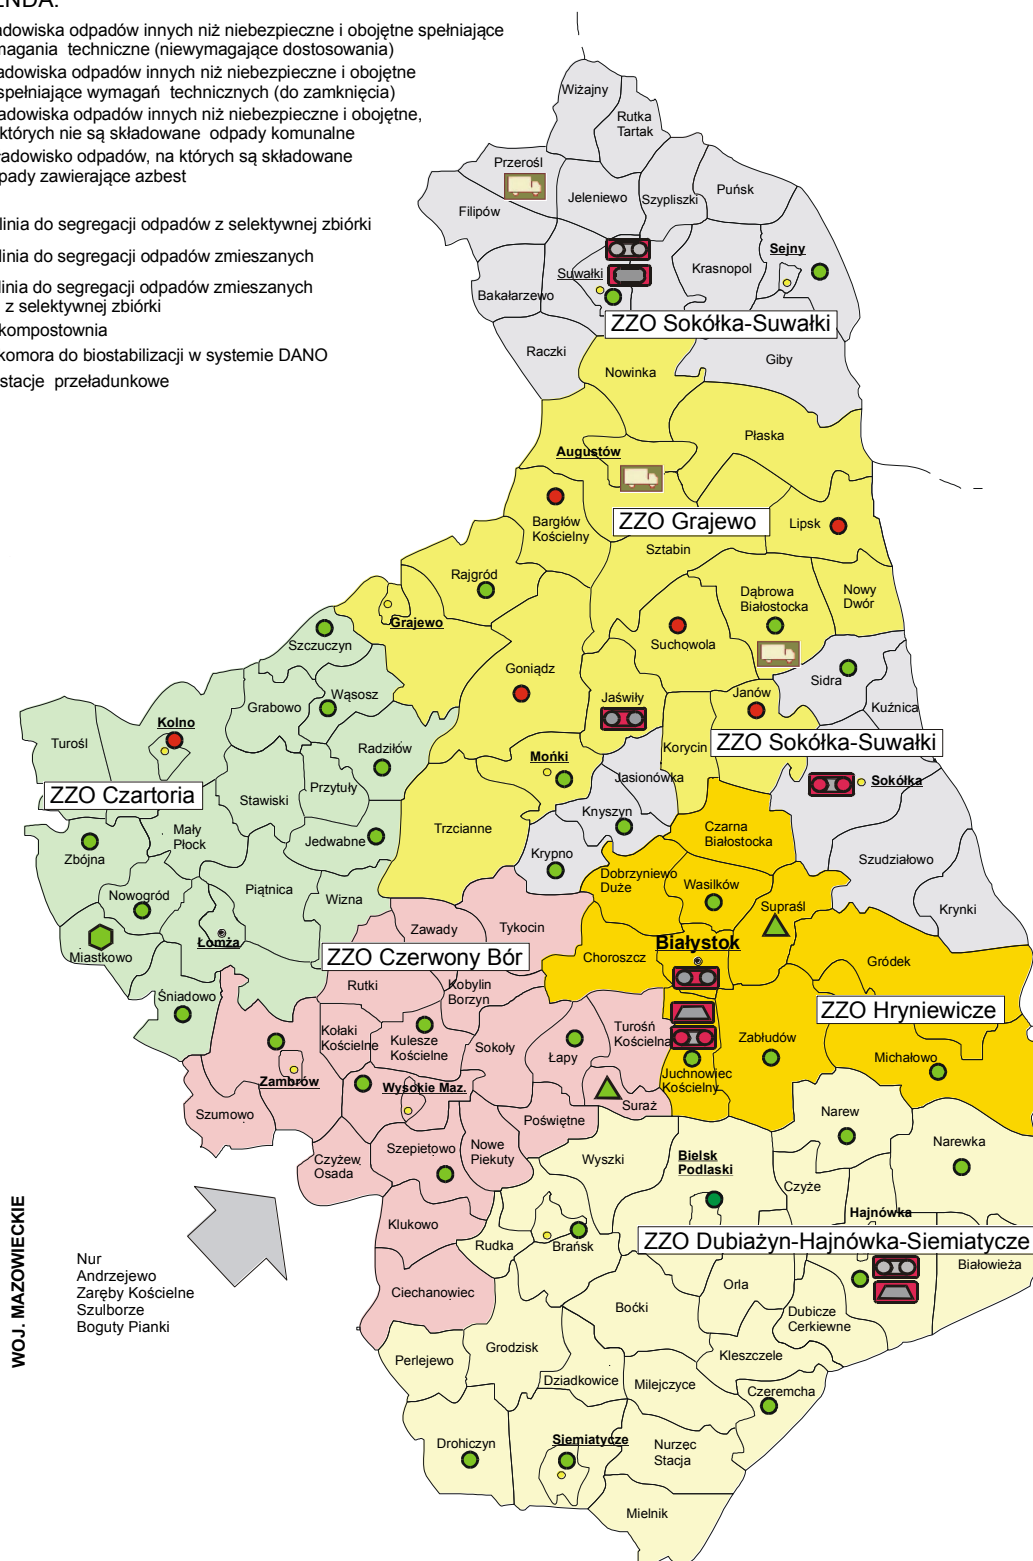 ENDA:
adowiska odpadów innych niż niebezpieczne i obojętne spełniające
magania techniczne (niewymagające dostosowania)
adowiska odpadów innych niż niebezpieczne i obojętne
spełniające wymagań technicznych (do zamknięcia)
adowiska odpadów innych niż niebezpieczne i obojętne,
których nie są składowane odpady komunalne
ładowisko odpadów, na których są składowane
pady zawierające azbest
linia do segregacji odpadów z selektywnej zbiórki
linia do segregacji odpadów zmieszanych
linia do segregacji odpadów zmieszanych
z selektywnej zbiórki
kompostownia
komora do biostabilizacji w systemie DANO
stacje przeładunkowe
Wiżajny
Rutka
Tartak
Przerośl
Jeleniewo
Szypliszki
Puńsk
Filipów
Suwałki
Krasnopol
Sejny
Bakałarzewo
ZZO Sokółka-Suwałki
Raczki
Giby
Nowinka
Płaska
Augustów
Bargłów
Kościelny
ZZO Grajewo
Lipsk
Sztabin
Rajgród
Dąbrowa
Białostocka
Nowy
Dwór
Grajewo
Szczuczyn
Suchowola
Goniądz
Sidra
Wąsosz
Grabowo
Jaświły
Janów
Kuźnica
Kolno
Turośl
Radziłów
Korycin
ZZO Sokółka-Suwałki
Mońki
Jasionówka
Sokółka
ZZO Czartoria
Stawiski
Przytuły
Knyszyn
Trzcianne
Mały
Płock
Jedwabne
Czarna
Białostocka
Zbójna
Krypno
Szudziałowo
Dobrzyniewo
Duże
Wasilków
Piątnica
Nowogród
Wizna
Supraśl
Krynki
Zawady
Tykocin
Łomża
Białystok
Miastkowo
ZZO Czerwony Bór
Choroszcz
Gródek
Rutki
Kobylin
Borzyn
Śniadowo
ZZO Hryniewicze
Kołaki
Kościelne
Kulesze
Kościelne
Sokoły
Łapy
Turośń
Kościelna
Zabłudów
Michałowo
Zambrów
Wysokie Maz.
Juchnowiec
Kościelny
Suraż
Szumowo
Poświętne
Narew
Szepietowo
Nowe
Piekuty
Narewka
Czyżew
Osada
Wyszki
Bielsk
Podlaski
Czyże
Hajnówka
Klukowo
Rudka
Brańsk
ZZO Dubiażyn-Hajnówka-Siemiatycze
Białowieża
Nur
Andrzejewo
Zaręby Kościelne
Szulborze
Boguty Pianki
WOJ. MAZOWIECKIE
Ciechanowiec
Orla
Boćki
Dubicze
Cerkiewne
Grodzisk
Perlejewo
Kleszczele
Dziadkowice
Milejczyce
Czeremcha
Drohiczyn
Siemiatycze
Nurzec
Stacja
Mielnik